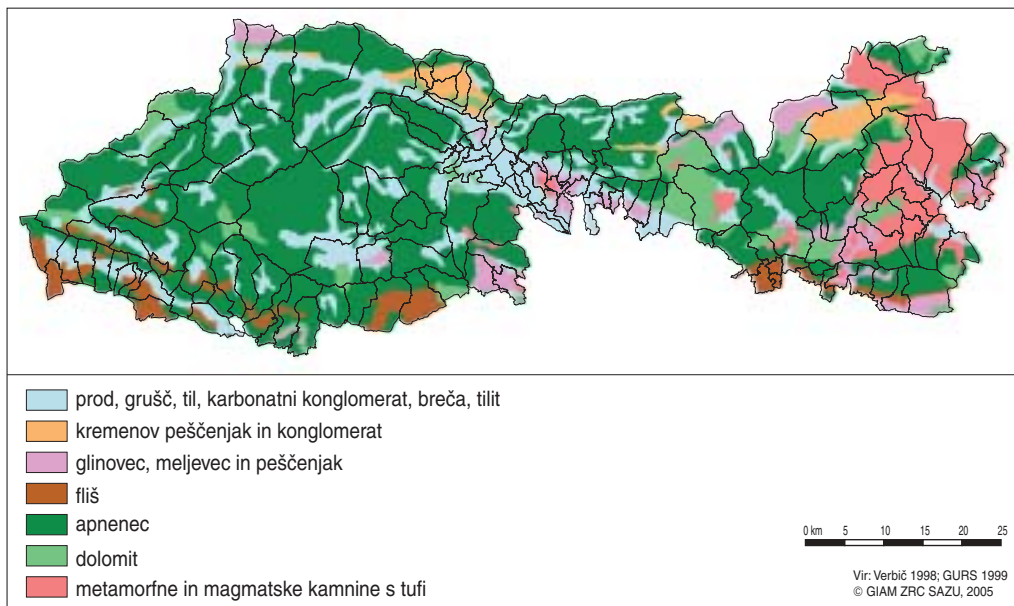 prod, grušč, til, karbonatni konglomerat, breča, tilit
kremenov peščenjak in konglomerat
glinovec, meljevec in peščenjak
fliš
apnenec
dolomit
metamorfne in magmatske kamnine s tufi
0 km 5 10 15 20 25
Vir: Verbič 1998; GURS 1999
© GIAM ZRC SAZU, 2005